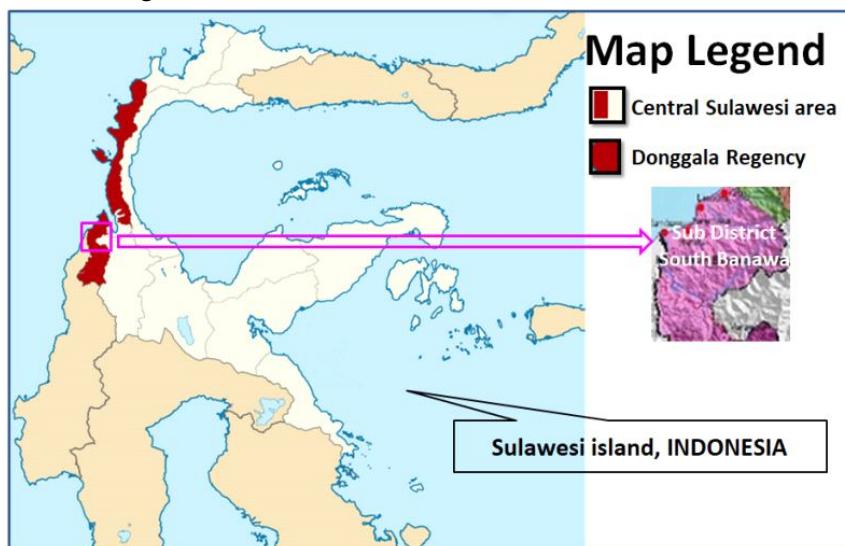 Map Legend
Central Sulawesi area
Donggala Regency
Sub District
South Banawa
Sulawesi island, INDONESIA